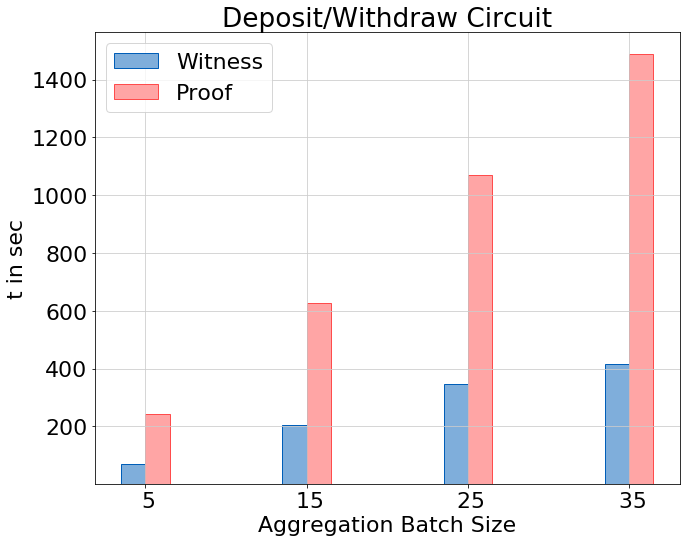 Deposit/Withdraw Circuit
Witness
Proof
t in sec
1400
1200
1000
800
600
400
200
5 15 25 35
Aggregation Batch Size